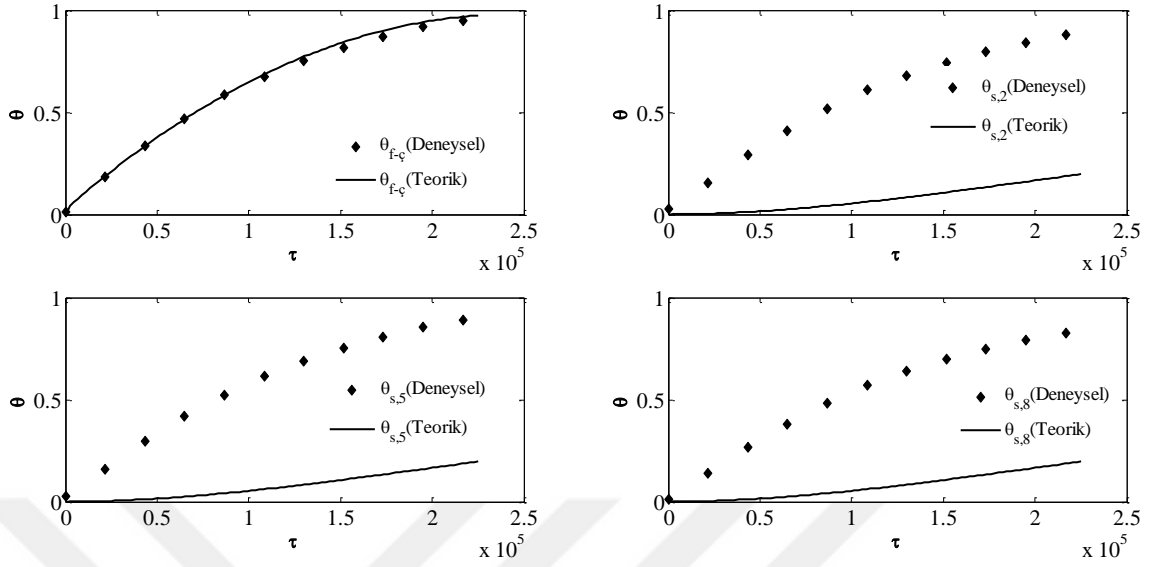 1
0.5
0
θ
θf-ç(Deneysel)
θf-ç(Teorik)
0 0.5 1 1.5 2 2.5
τ
x 10^5
1
0.5
0
θ
θs,2(Deneysel)
θs,2(Teorik)
0 0.5 1 1.5 2 2.5
τ
x 10^5
1
0.5
0
θ
θs,5(Deneysel)
θs,5(Teorik)
0 0.5 1 1.5 2 2.5
τ
x 10^5
1
0.5
0
θ
θs,8(Deneysel)
θs,8(Teorik)
0 0.5 1 1.5 2 2.5
τ
x 10^5